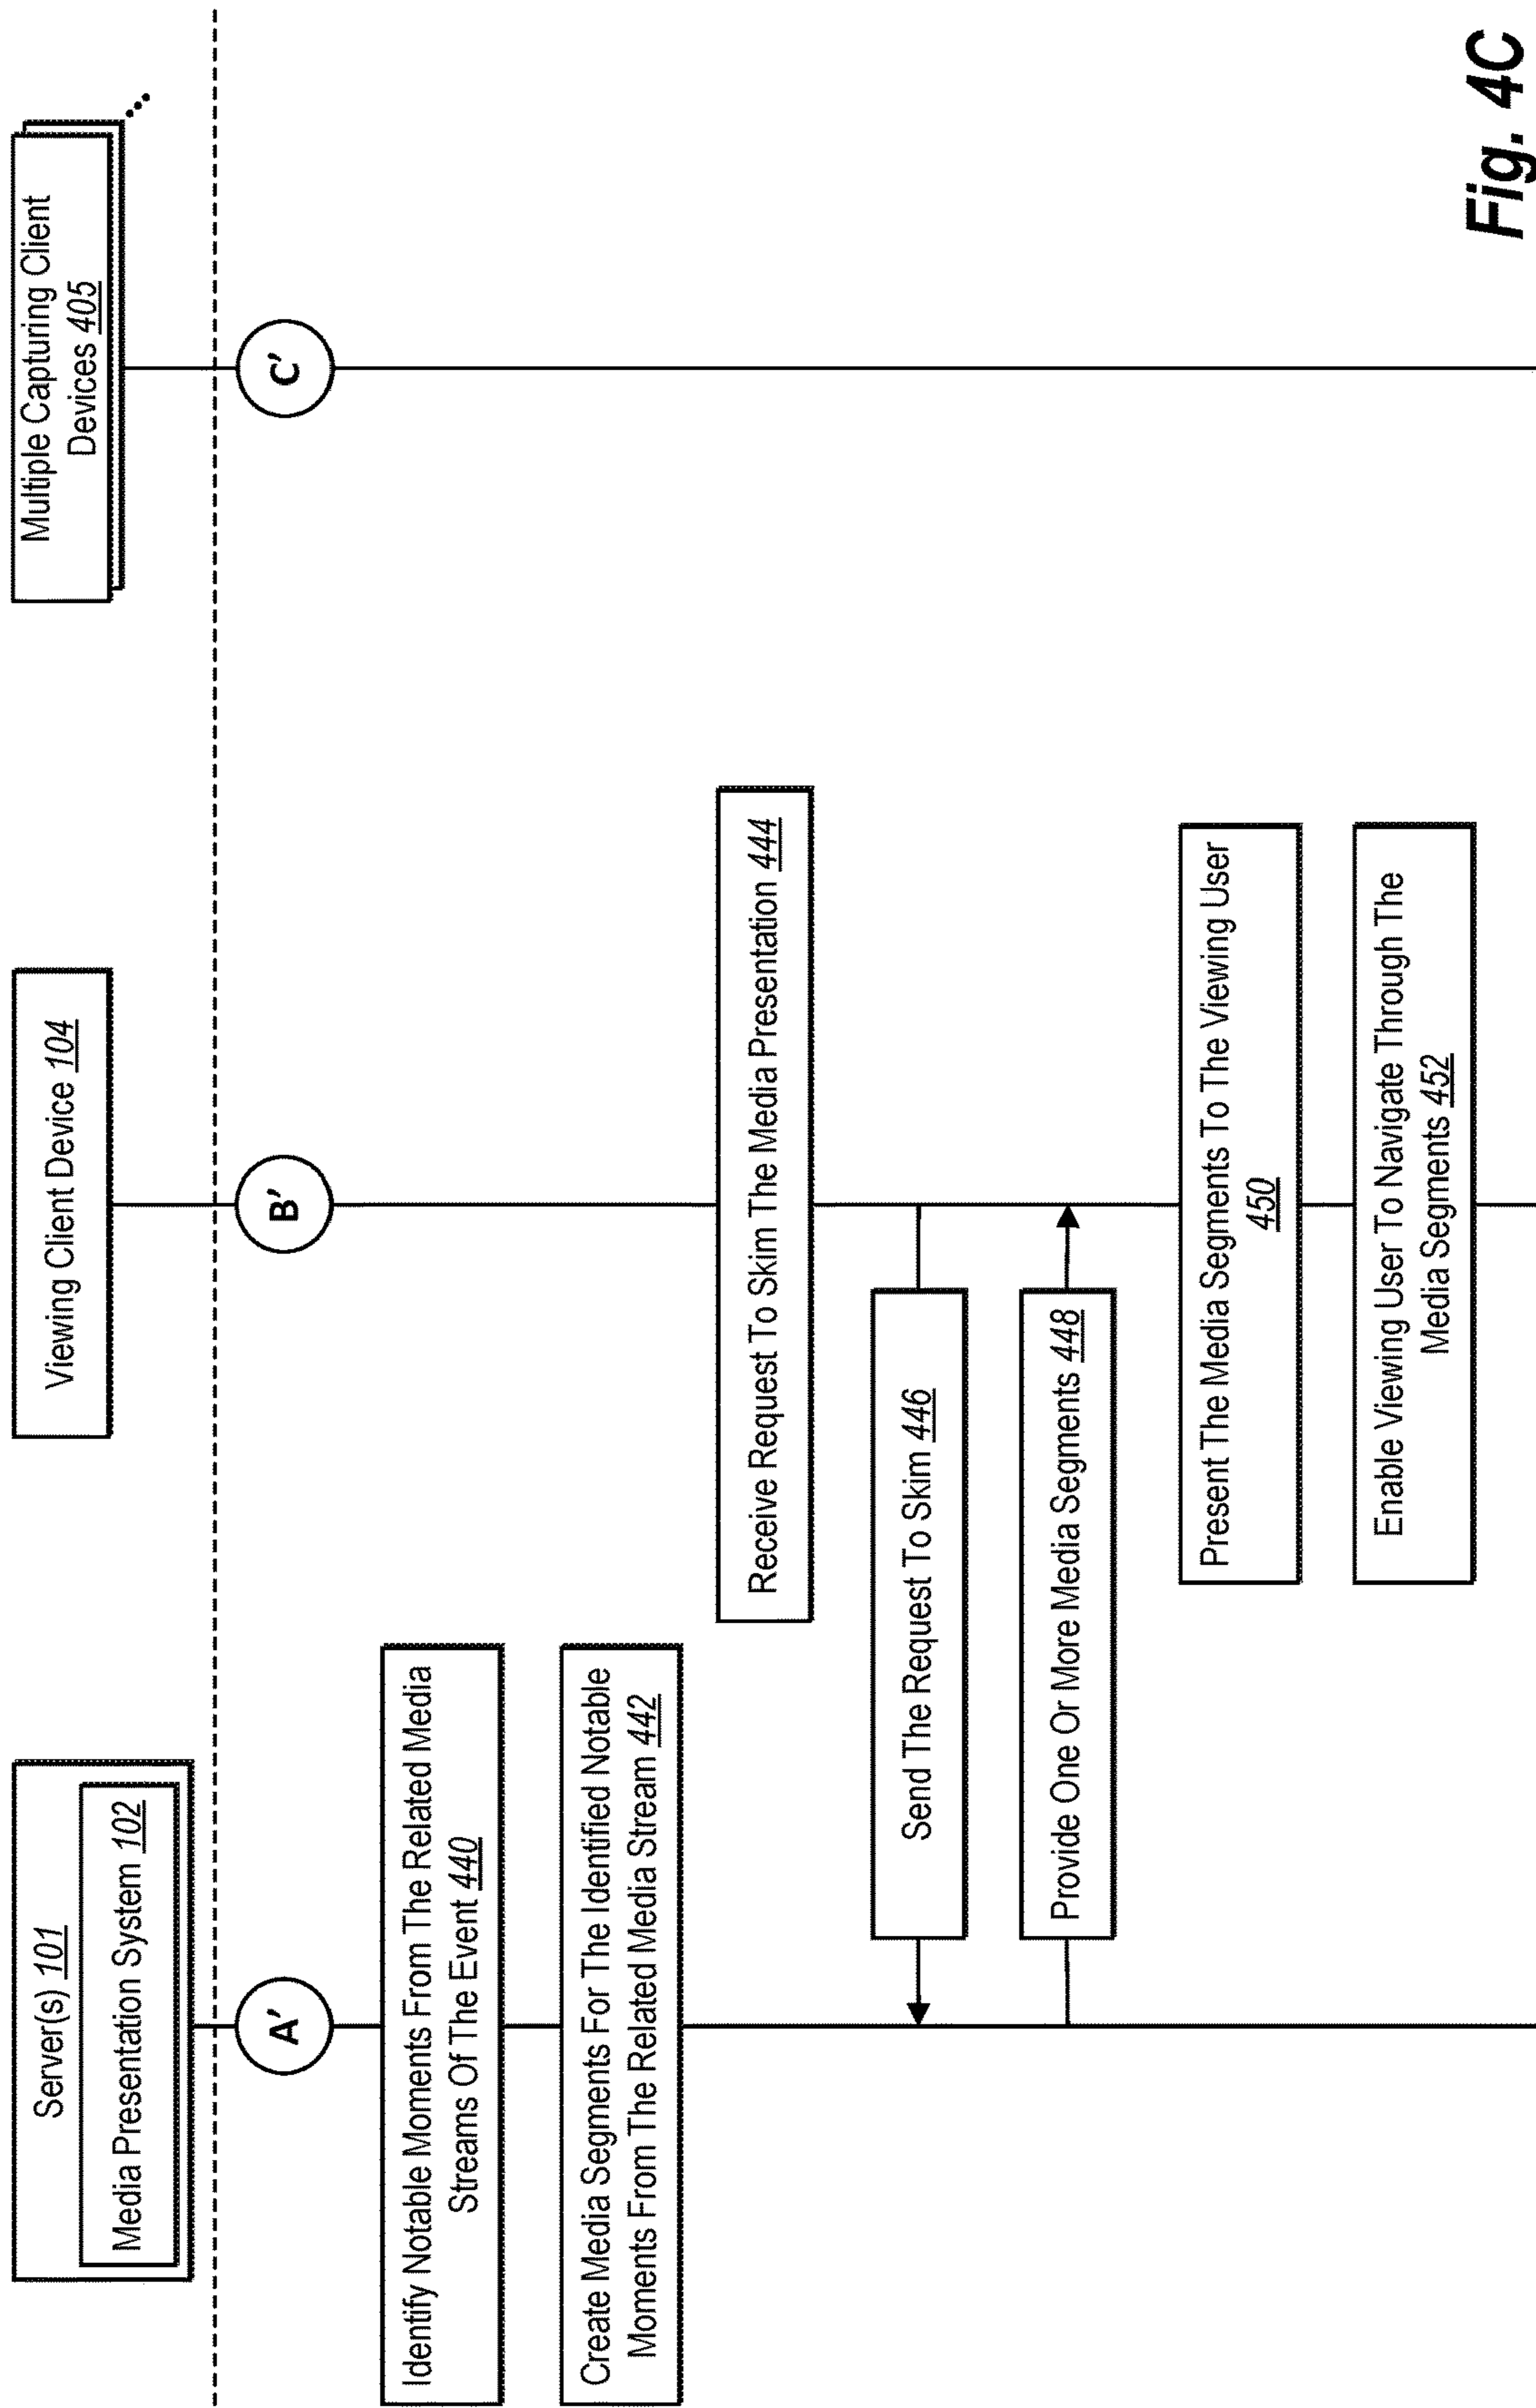 Server(s) 101
Media Presentation System 102
Viewing Client Device 104
Multiple Capturing Client
Devices 405
A'
B'
C'
Identify Notable Moments From The Related Media
Streams Of The Event 440
Create Media Segments For The Identified Notable
Moments From The Related Media Stream 442
Receive Request To Skim The Media Presentation 444
Send The Request To Skim 446
Provide One Or More Media Segments 448
Present The Media Segments To The Viewing User
450
Enable Viewing User To Navigate Through The
Media Segments 452
Fig. 4C